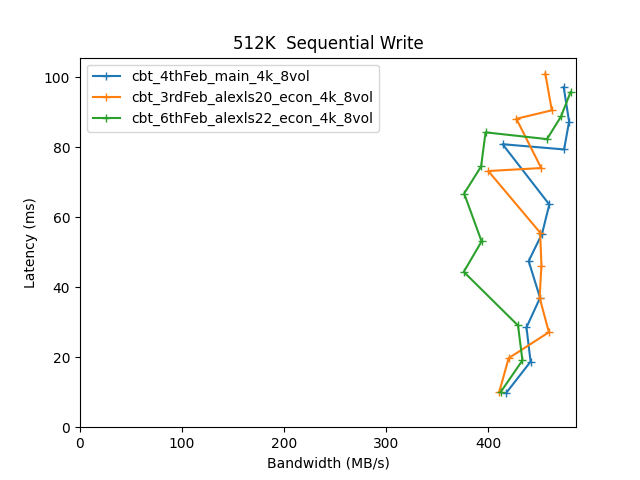 512K  Sequential Write
cbt_4thFeb_main_4k_8vol
cbt_3rdFeb_alexls20_econ_4k_8vol
cbt_6thFeb_alexls22_econ_4k_8vol
Latency (ms)
100
80
60
40
20
0
0 100 200 300 400
Bandwidth (MB/s)